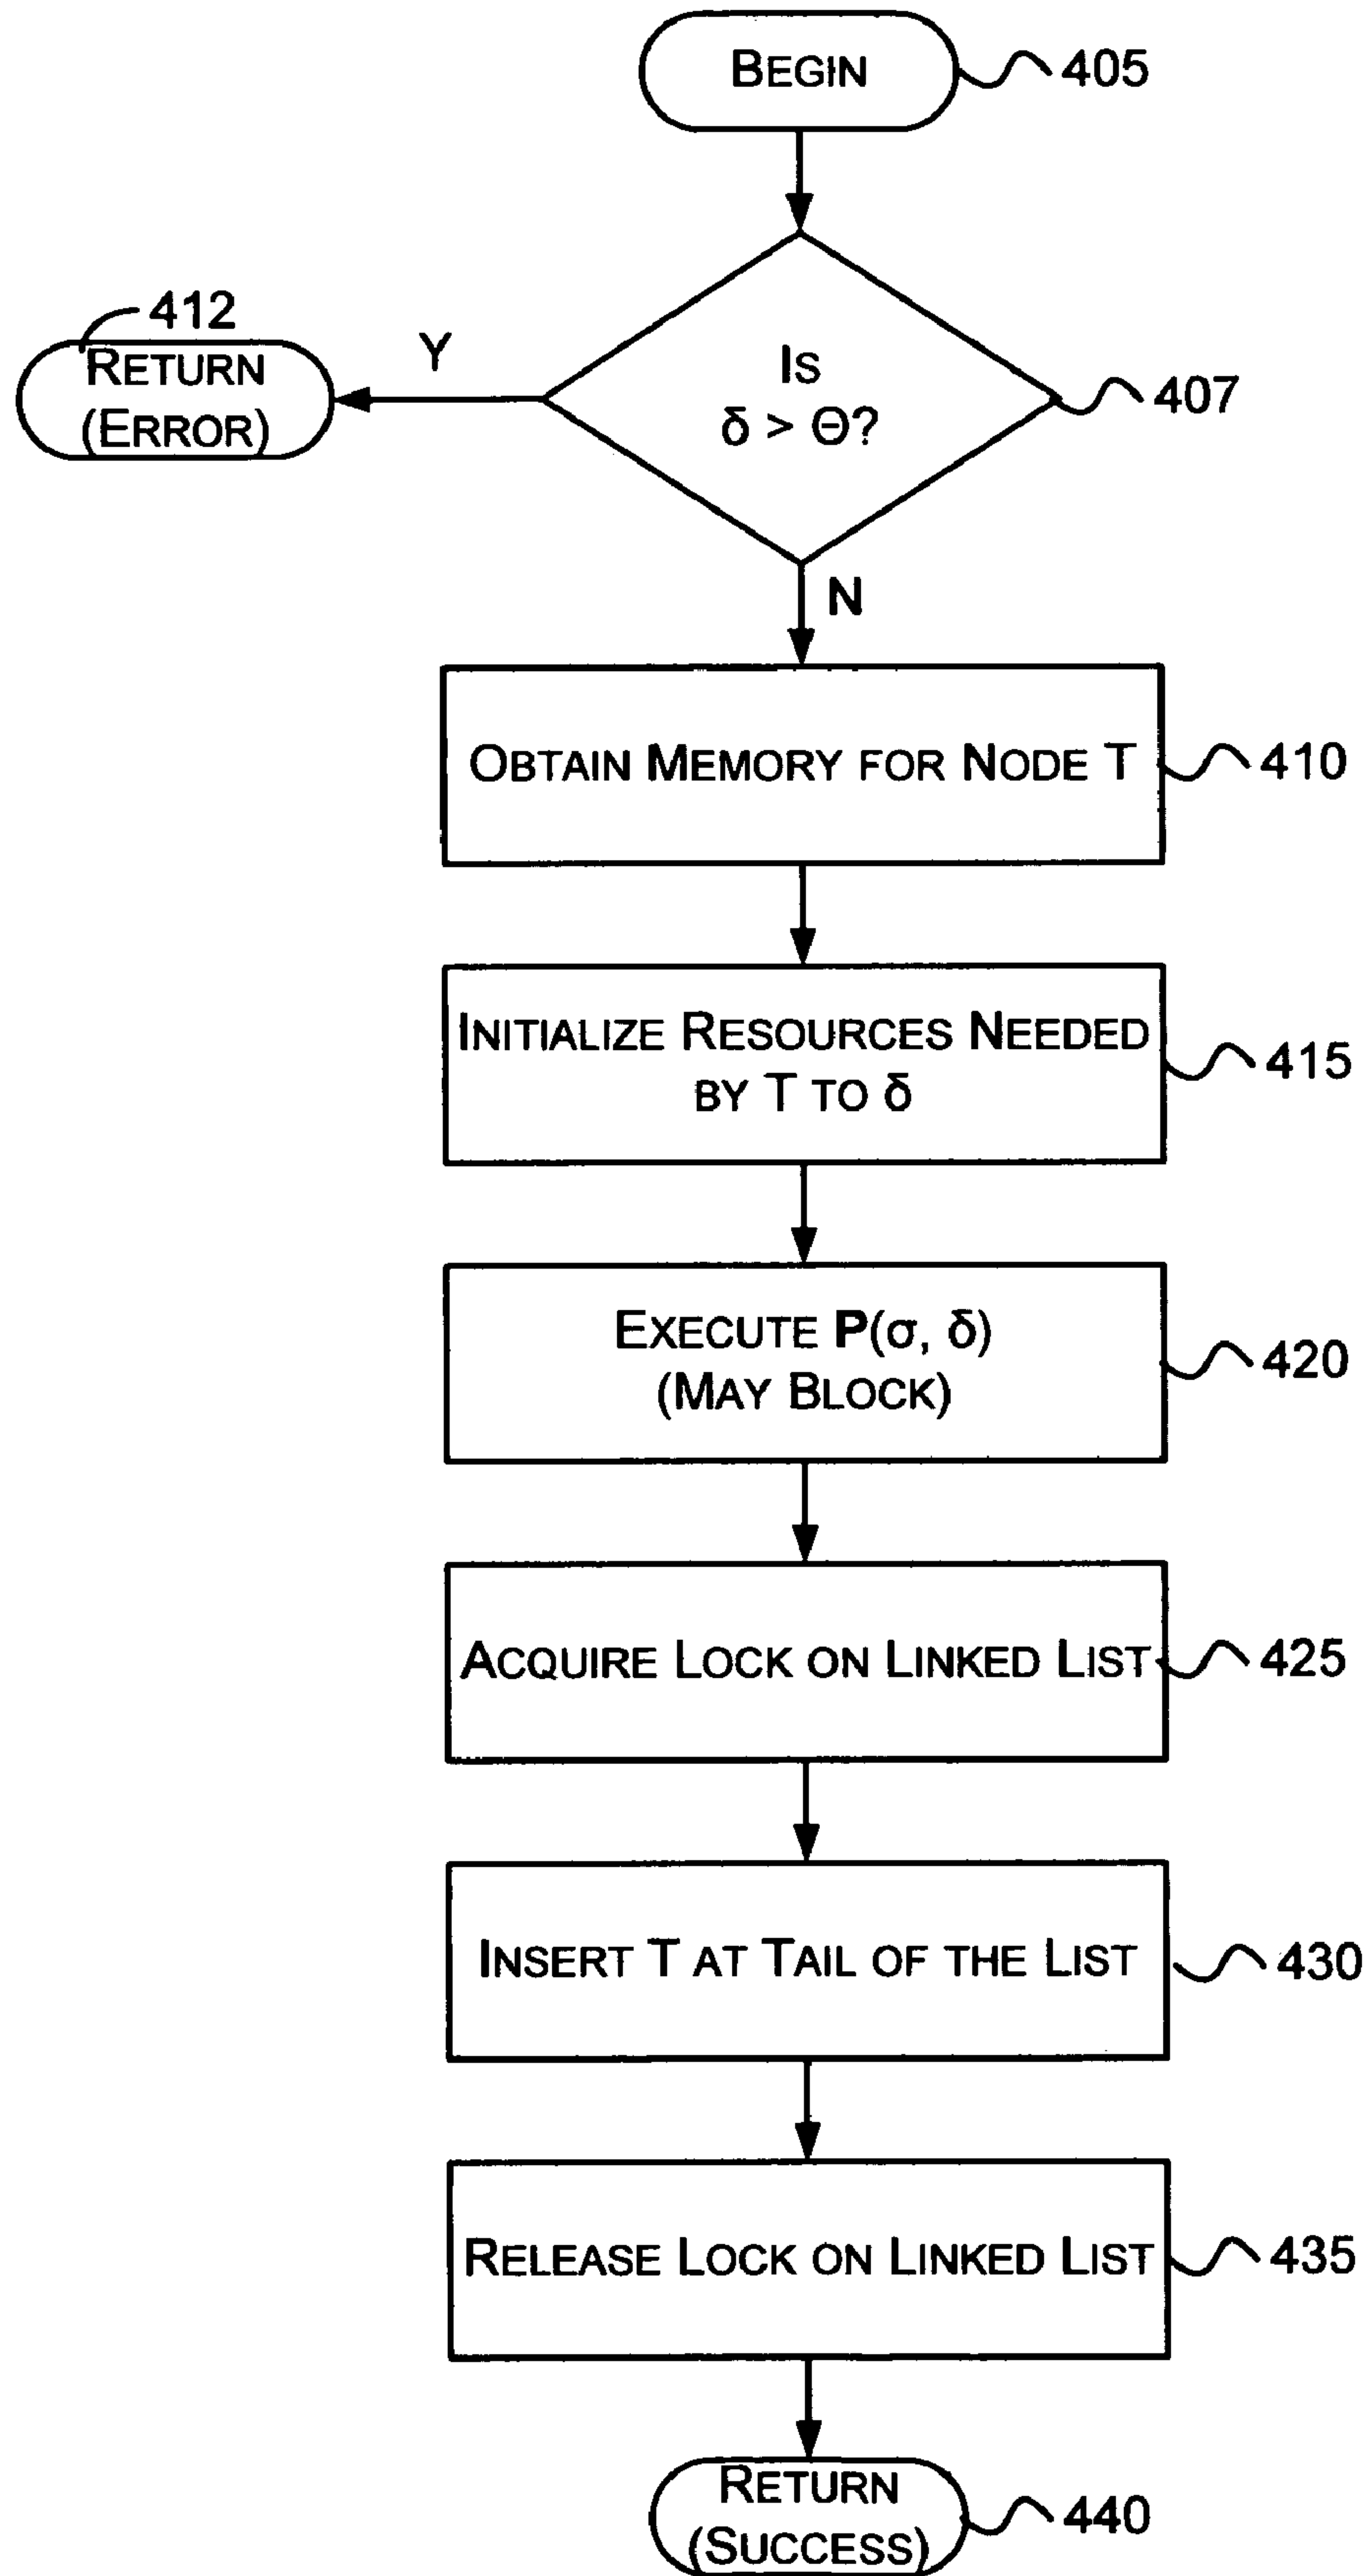 BEGIN
405
412
RETURN
(ERROR)
Y
IS
δ > Θ?
407
N
OBTAIN MEMORY FOR NODE T
410
INITIALIZE RESOURCES NEEDED
BY T TO δ
415
EXECUTE P(σ, δ)
(MAY BLOCK)
420
ACQUIRE LOCK ON LINKED LIST
425
INSERT T AT TAIL OF THE LIST
430
RELEASE LOCK ON LINKED LIST
435
RETURN
(SUCCESS)
440